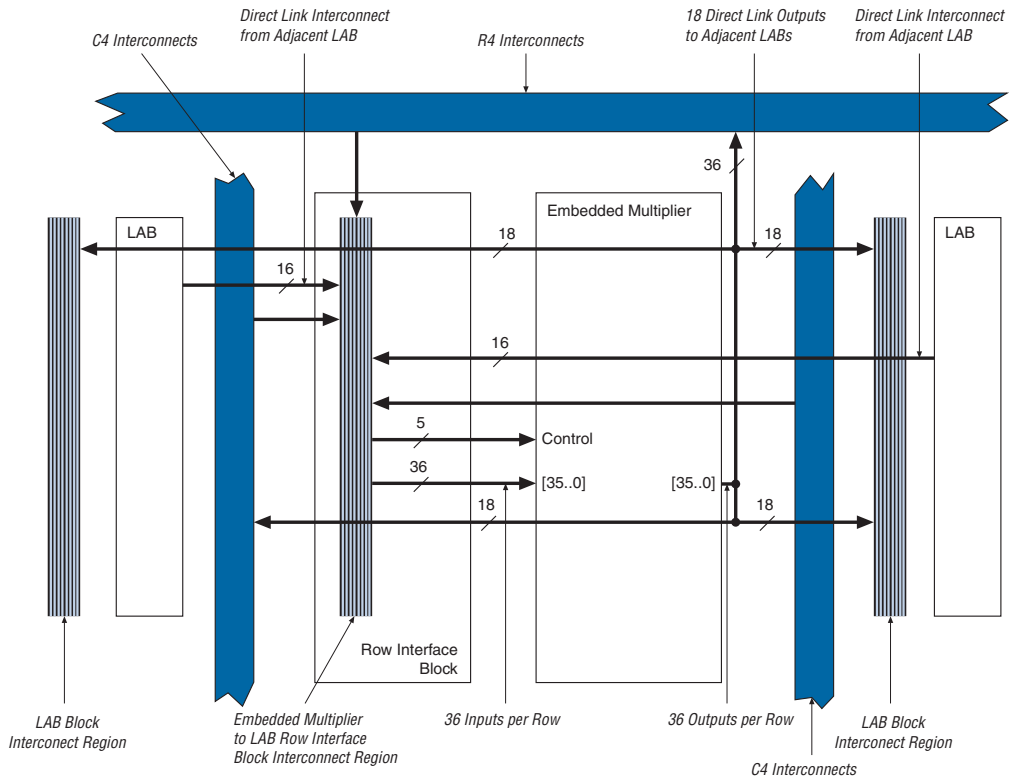 Direct Link Interconnect
from Adjacent LAB
18 Direct Link Outputs
to Adjacent LABs
Direct Link Interconnect
from Adjacent LAB
C4 Interconnects
R4 Interconnects
36
LAB
Embedded Multiplier
LAB
18
18
16
16
5
Control
36
[35..0]
[35..0]
18
18
Row Interface
Block
LAB Block
Interconect Region
Embedded Multiplier
to LAB Row Interface
Block Interconnect Region
36 Inputs per Row
36 Outputs per Row
LAB Block
Interconect Region
C4 Interconnects